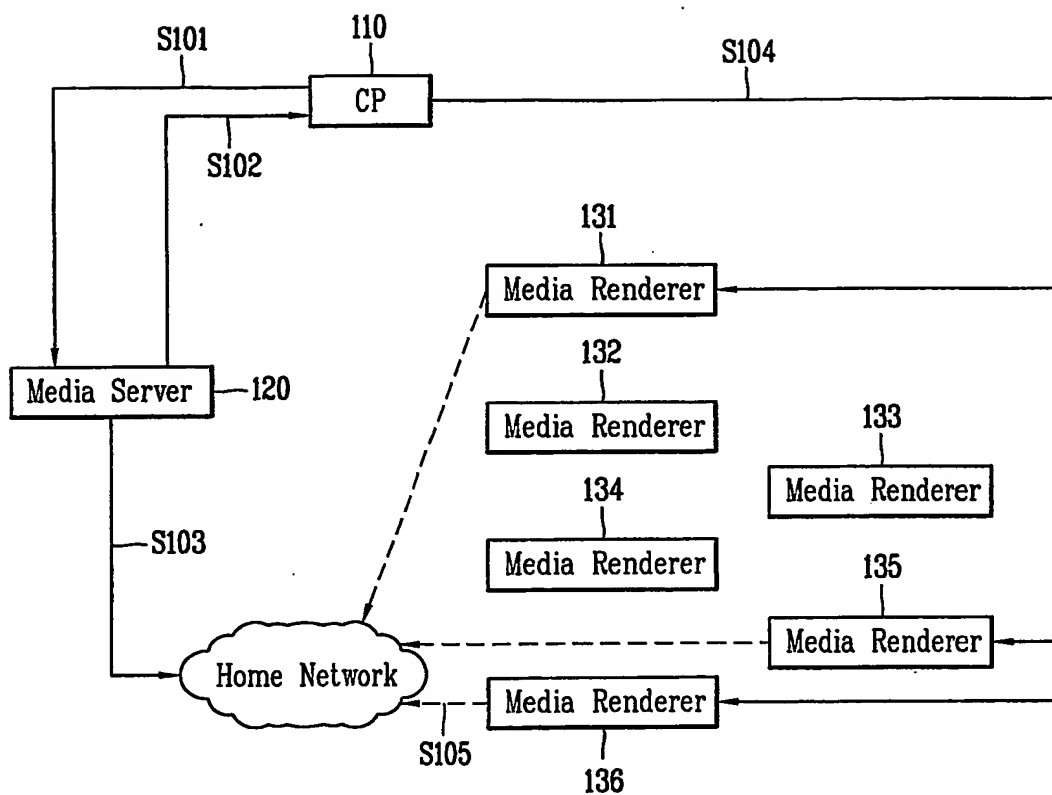 S101
110
S104
CP
S102
131
Media Renderer
132
Media Server
120
Media Renderer
133
134
Media Renderer
S103
Media Renderer
135
Media Renderer
Home Network
Media Renderer
S105
136